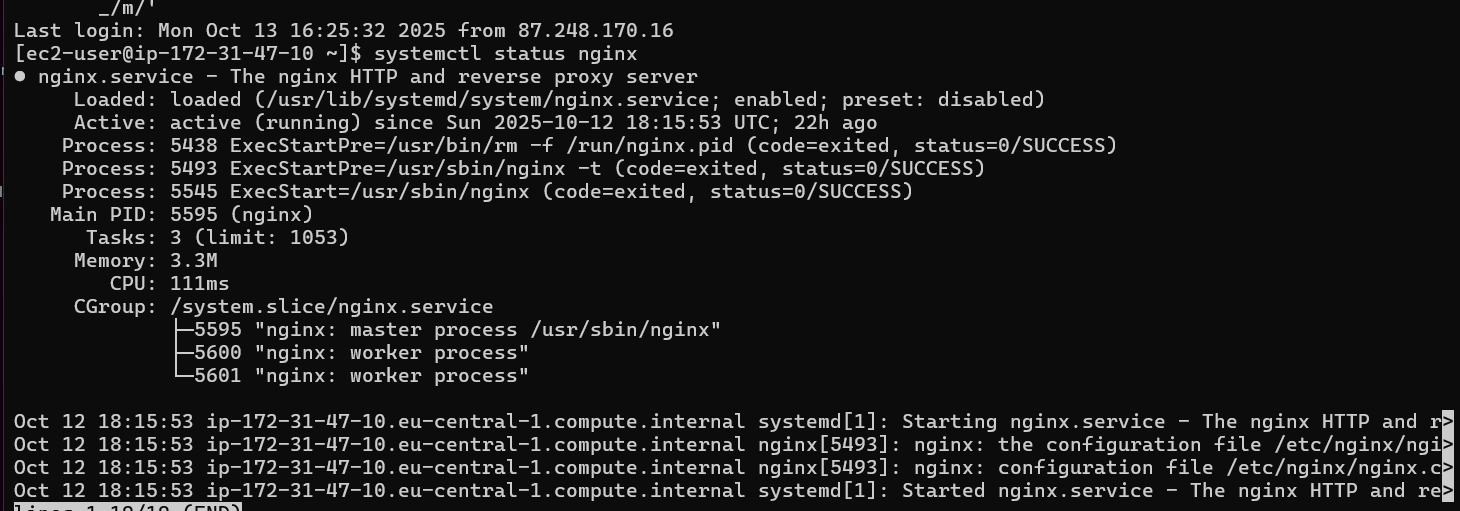 _/m/'
Last login: Mon Oct 13 16:25:32 2025 from 87.248.170.16
[ec2-user@ip-172-31-47-10 ~]$ systemctl status nginx
● nginx.service - The nginx HTTP and reverse proxy server
     Loaded: loaded (/usr/lib/systemd/system/nginx.service; enabled; preset: disabled)
     Active: active (running) since Sun 2025-10-12 18:15:53 UTC; 22h ago
    Process: 5438 ExecStartPre=/usr/bin/rm -f /run/nginx.pid (code=exited, status=0/SUCCESS)
    Process: 5493 ExecStartPre=/usr/sbin/nginx -t (code=exited, status=0/SUCCESS)
    Process: 5545 ExecStart=/usr/sbin/nginx (code=exited, status=0/SUCCESS)
   Main PID: 5595 (nginx)
      Tasks: 3 (limit: 1053)
     Memory: 3.3M
        CPU: 111ms
     CGroup: /system.slice/nginx.service
             ├─5595 "nginx: master process /usr/sbin/nginx"
             ├─5600 "nginx: worker process"
             └─5601 "nginx: worker process"
Oct 12 18:15:53 ip-172-31-47-10.eu-central-1.compute.internal systemd[1]: Starting nginx.service - The nginx HTTP and r>
Oct 12 18:15:53 ip-172-31-47-10.eu-central-1.compute.internal nginx[5493]: nginx: the configuration file /etc/nginx/ngi>
Oct 12 18:15:53 ip-172-31-47-10.eu-central-1.compute.internal nginx[5493]: nginx: configuration file /etc/nginx/nginx.c>
Oct 12 18:15:53 ip-172-31-47-10.eu-central-1.compute.internal systemd[1]: Started nginx.service - The nginx HTTP and re>
lines 1-19/19 (END)